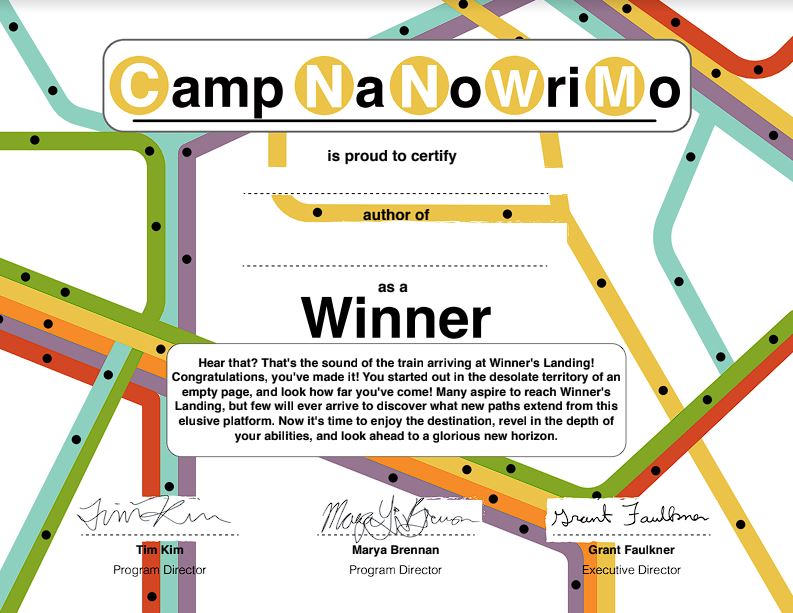 Camp NaNoWriMo
is proud to certify
author of
as a
Winner
Hear that? That's the sound of the train arriving at Winner's Landing!
Congratulations, you've made it! You started out in the desolate territory of an
empty page, and look how far you've come! Many aspire to reach Winner's
Landing, but few will ever arrive to discover what new paths extend from this
elusive platform. Now it's time to enjoy the destination, revel in the depth of
your abilities, and look ahead to a glorious new horizon.
Tim Kim Marya Brennan Grant Faulkner
Tim Kim Marya Brennan Grant Faulkner
Program Director Program Director Executive Director